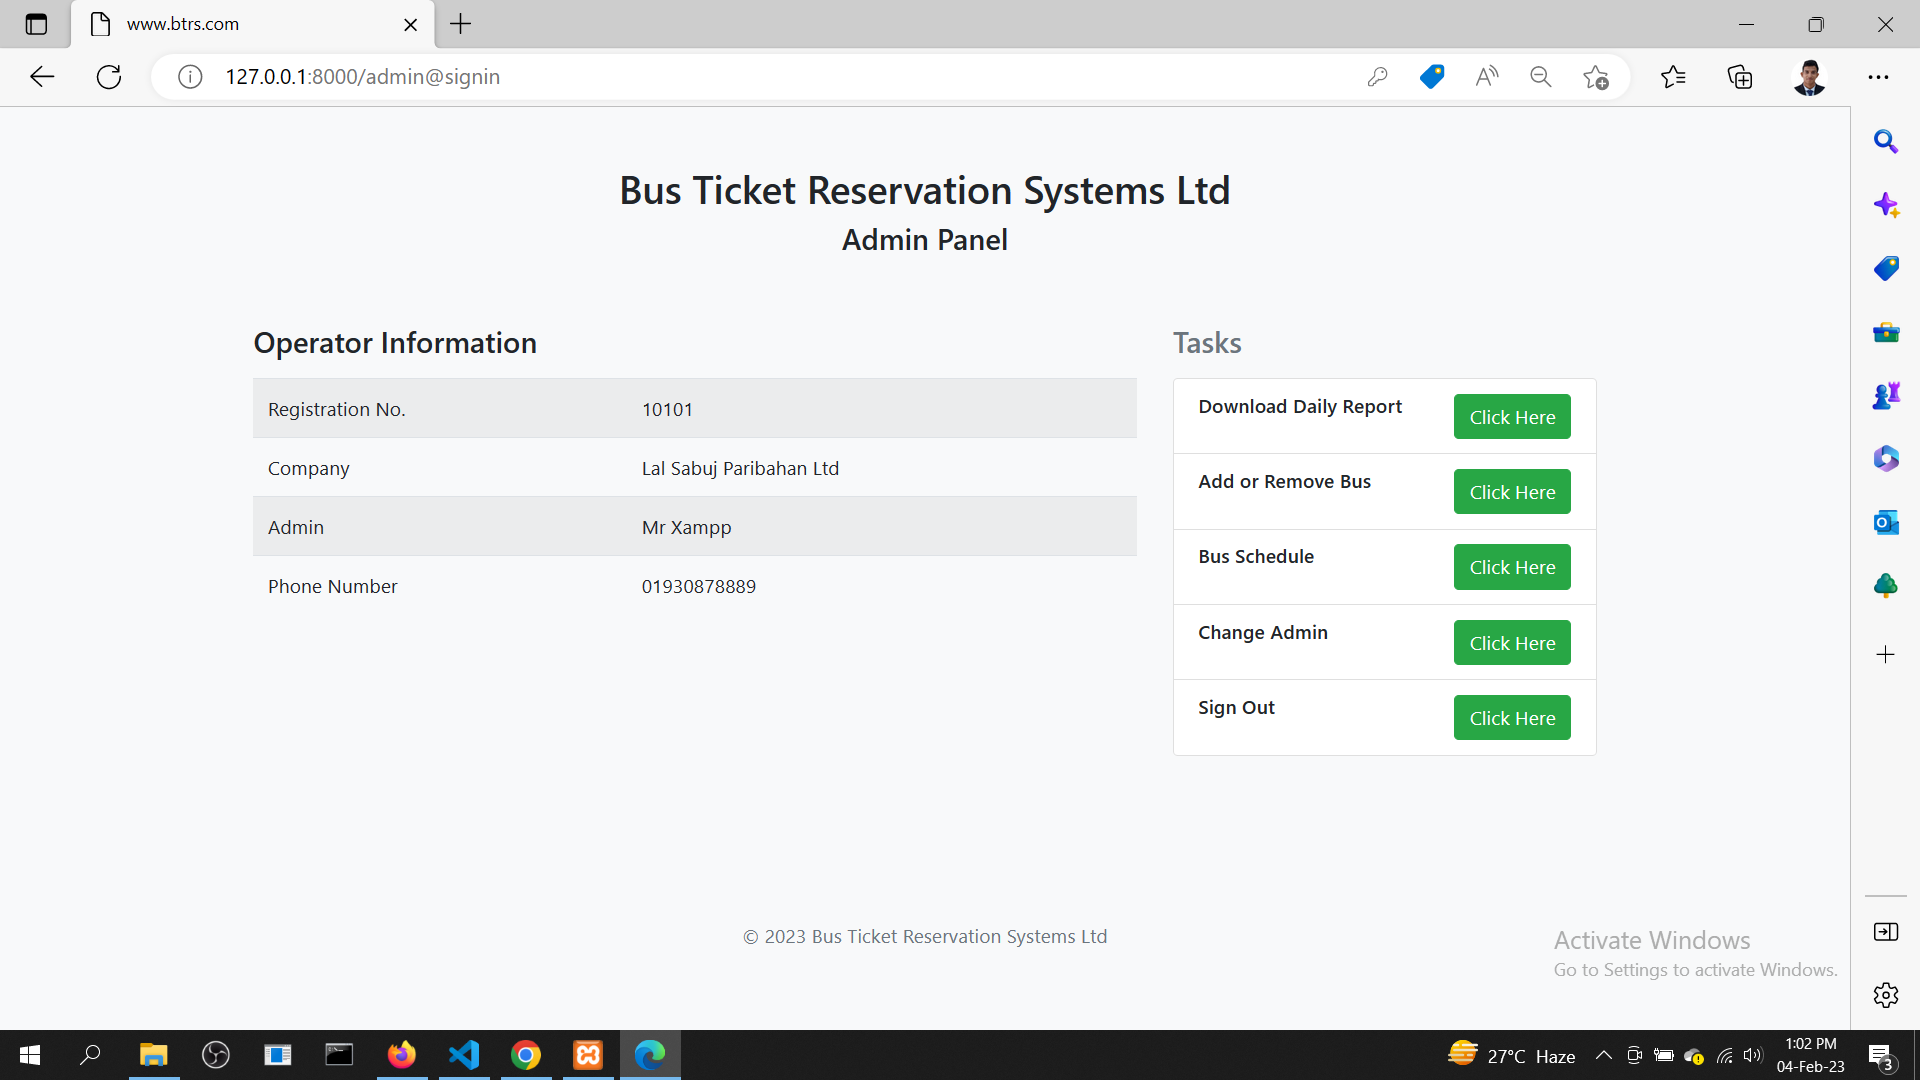 www.btrs.com
127.0.0.1:8000/admin@signin
Bus Ticket Reservation Systems Ltd
Admin Panel
Operator Information
Registration No. 10101
Company Lal Sabuj Paribahan Ltd
Admin Mr Xampp
Phone Number 01930878889
Tasks
Download Daily Report Click Here
Add or Remove Bus Click Here
Bus Schedule Click Here
Change Admin Click Here
Sign Out Click Here
© 2023 Bus Ticket Reservation Systems Ltd
Activate Windows
Go to Settings to activate Windows.
27°C Haze
1:02 PM
04-Feb-23
3